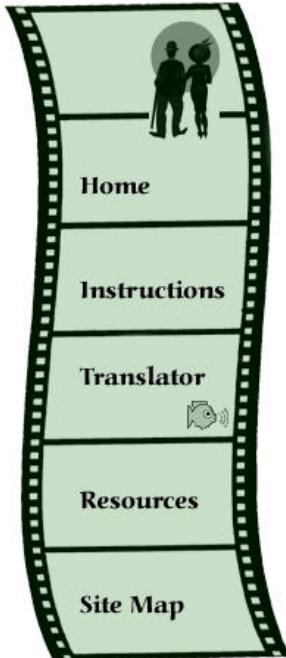 Home
Instructions
Translator
Resources
Site Map